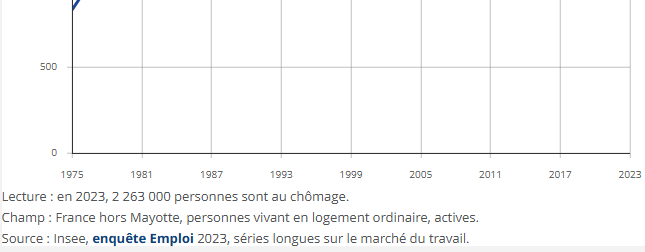 500
0
1975 1981 1987 1993 1999 2005 2011 2017 2023
Lecture : en 2023, 2 263 000 personnes sont au chômage.
Champ : France hors Mayotte, personnes vivant en logement ordinaire, actives.
Source : Insee, enquête Emploi 2023, séries longues sur le marché du travail.